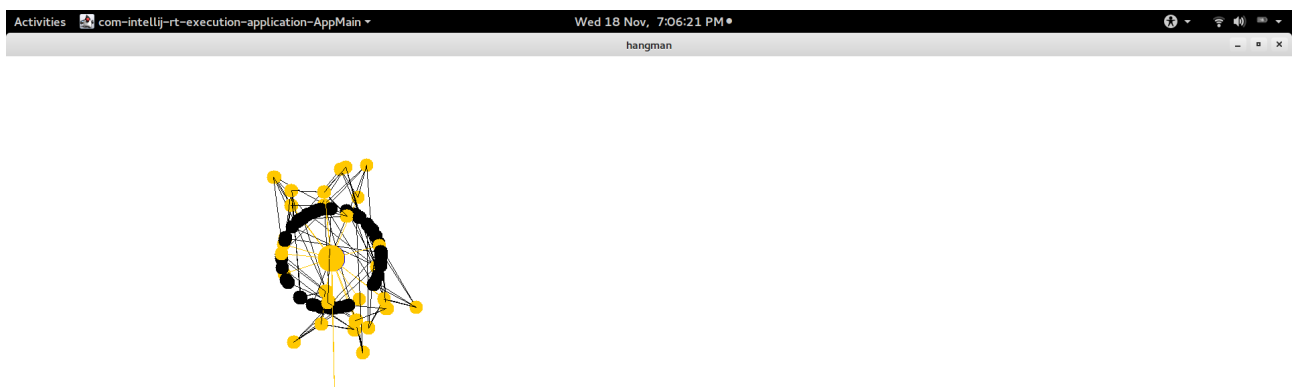 Activities com-intellij-rt-execution-application-AppMain Wed 18 Nov, 7:06:21 PM
hangman